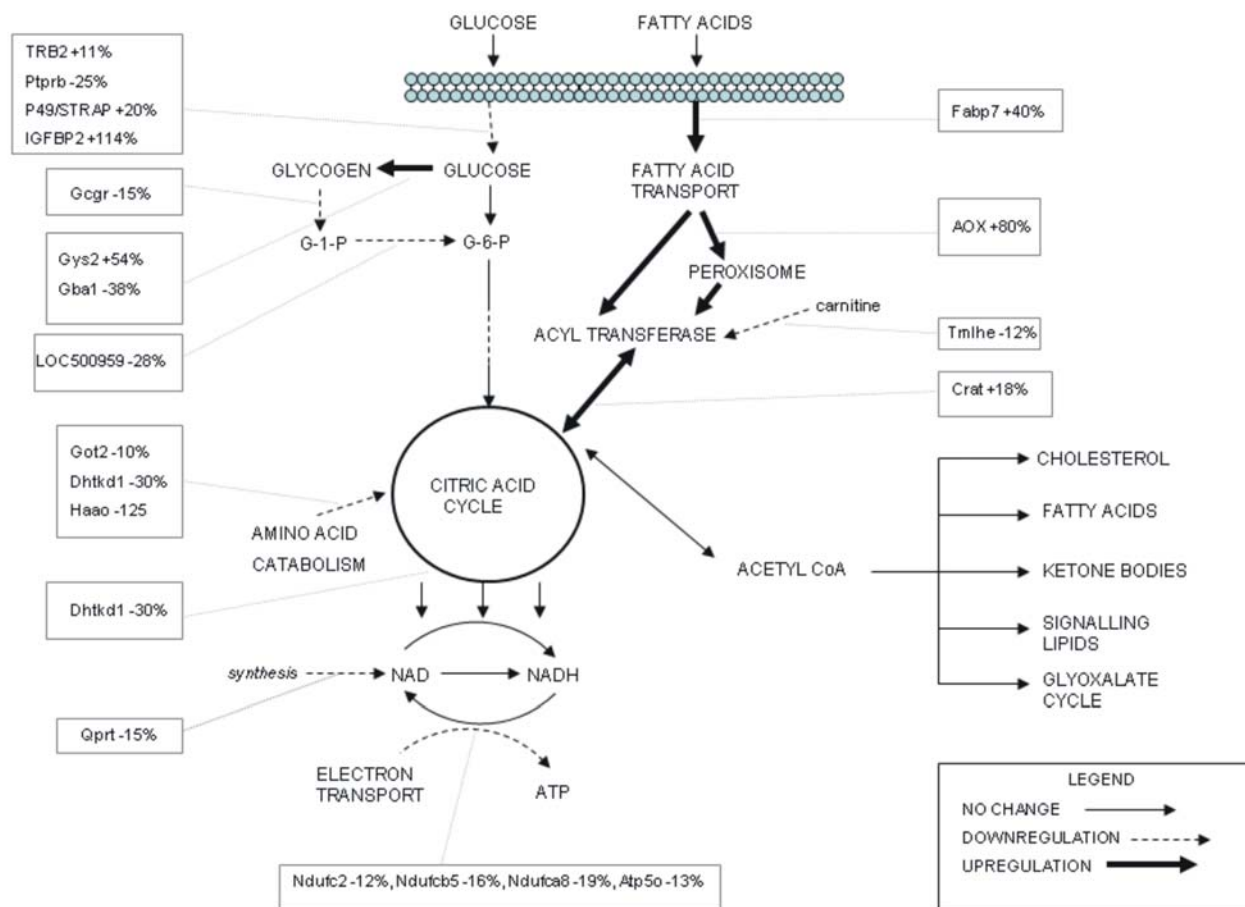 GLUCOSE
FATTY ACIDS
TRB2 +11%
Ptprb -25%
P49/STRAP +20%
IGFBP2 +114%
Fabp7 +40%
GLYCOGEN
GLUCOSE
FATTY ACID
TRANSPORT
Gcgr -15%
AOX +80%
G-1-P
G-6-P
Gys2 +54%
Gba1 -38%
PEROXISOME
carnitine
ACYL TRANSFERASE
Tmlhe -12%
LOC500959 -28%
Crat +18%
Got2 -10%
Dhtkd1 -30%
Haao -125
CITRIC ACID
CYCLE
AMINO ACID
CATABOLISM
ACETYL CoA
CHOLESTEROL
FATTY ACIDS
KETONE BODIES
SIGNALLING
LIPIDS
GLYOXALATE
CYCLE
Dhtkd1 -30%
synthesis
NAD
NADH
Qprt -15%
ELECTRON
TRANSPORT
ATP
LEGEND
NO CHANGE
DOWNREGULATION
UPREGULATION
Ndufc2 -12%, Ndufcb5 -16%, Ndufca8 -19%, Atp5o -13%